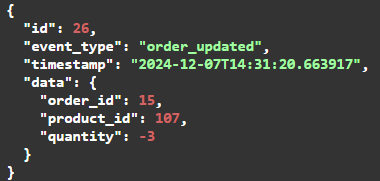 {
  "id": 26,
  "event_type": "order_updated",
  "timestamp": "2024-12-07T14:31:20.663917",
  "data": {
    "order_id": 15,
    "product_id": 107,
    "quantity": -3
  }
}